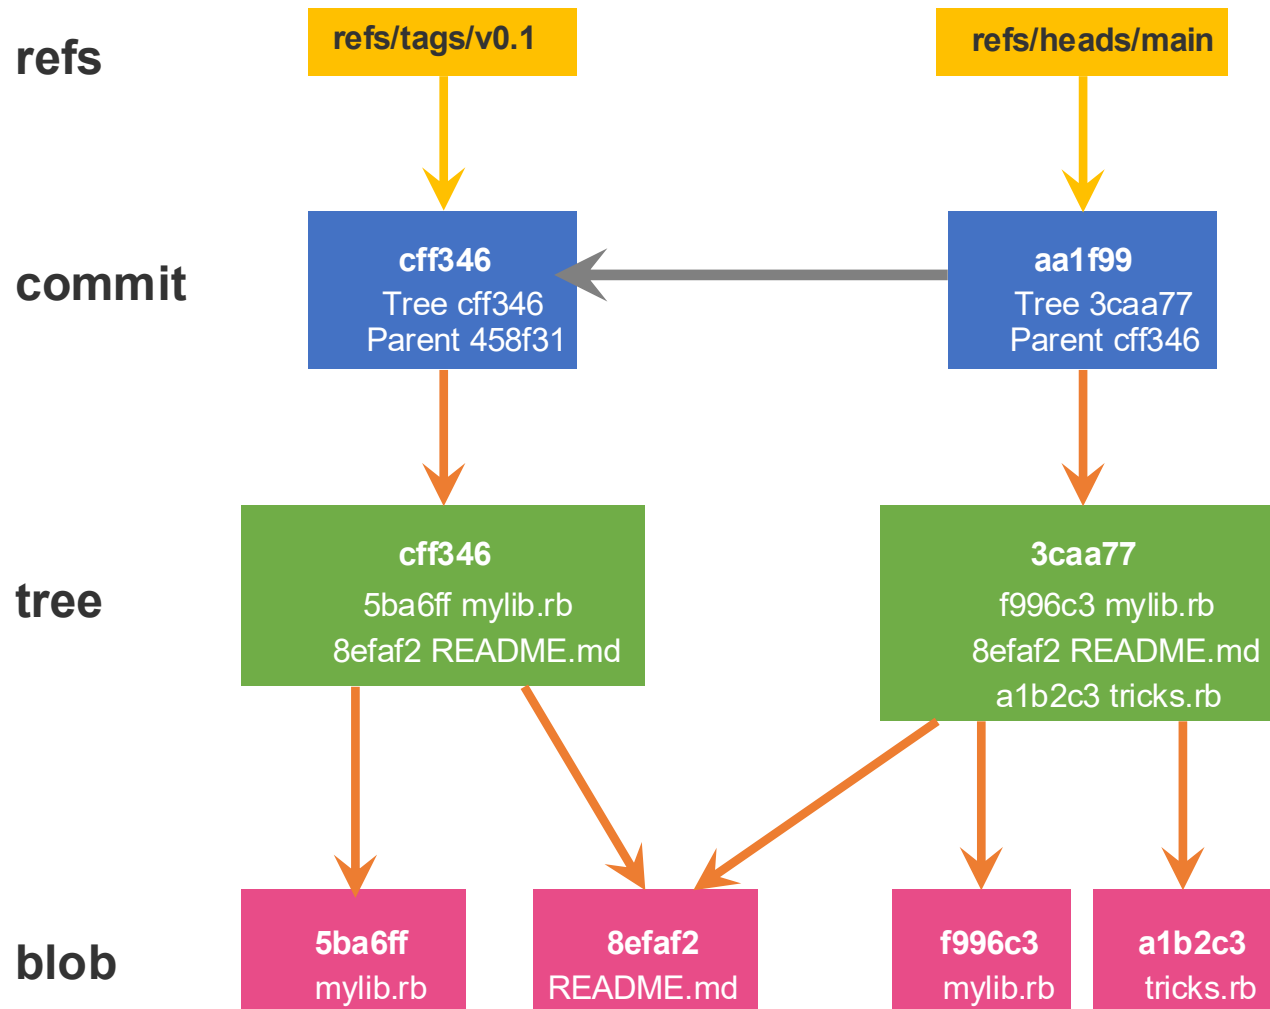 refs
refs/tags/v0.1
refs/heads/main
commit
cff346
Tree cff346
Parent 458f31
aa1f99
Tree 3caa77
Parent cff346
tree
cff346
5ba6ff mylib.rb
8efaf2 README.md
3caa77
f996c3 mylib.rb
8efaf2 README.md
a1b2c3 tricks.rb
blob
5ba6ff
mylib.rb
8efaf2
README.md
f996c3
mylib.rb
a1b2c3
tricks.rb